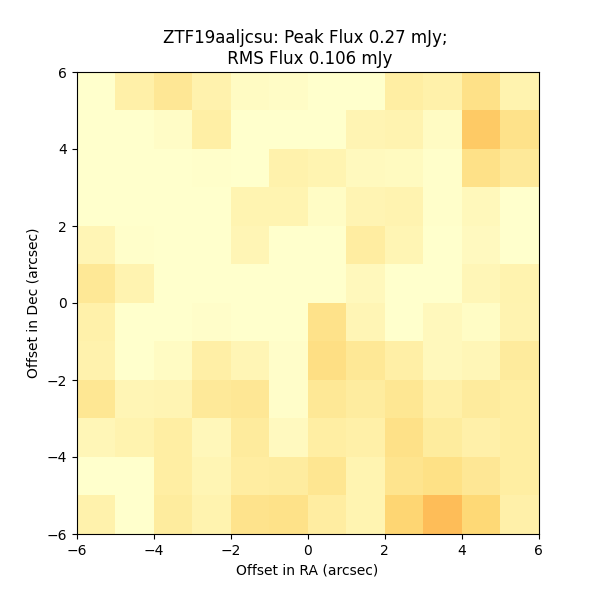 ZTF19aaljcsu: Peak Flux 0.27 mJy;
RMS Flux 0.106 mJy
6
4
2
0
−2
−4
−6
Offset in Dec (arcsec)
−6 −4 −2 0 2 4 6
Offset in RA (arcsec)